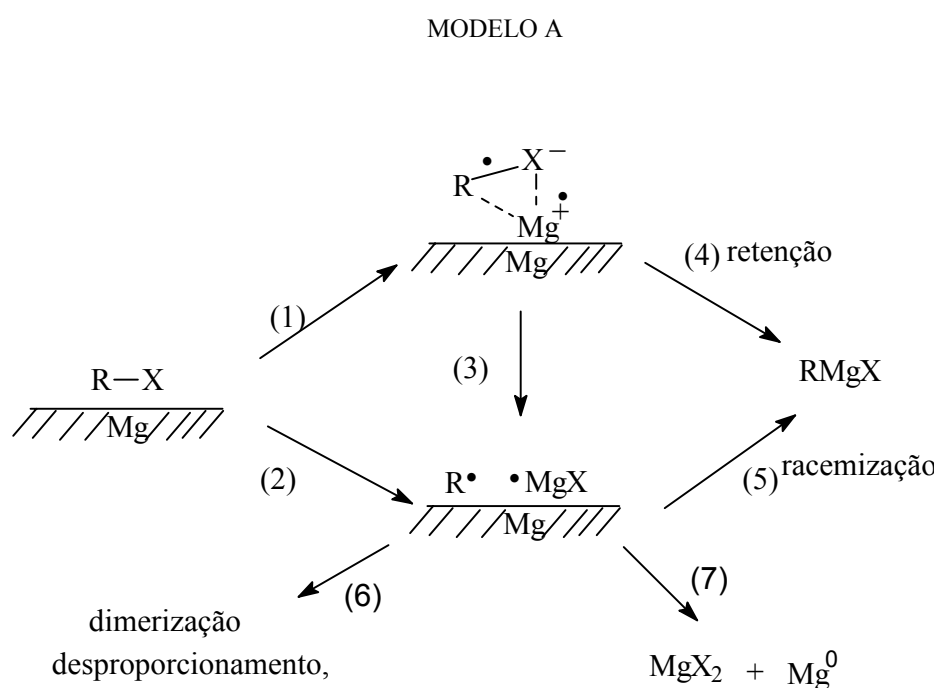 MODELO A
R• X−
Mg+•
Mg
(4) retenção
(1)
(3)
RMgX
R—X
Mg
(2)
R• •MgX
(5) racemização
Mg
(6)
(7)
dimerização
desproporcionamento,
MgX2 + Mg0